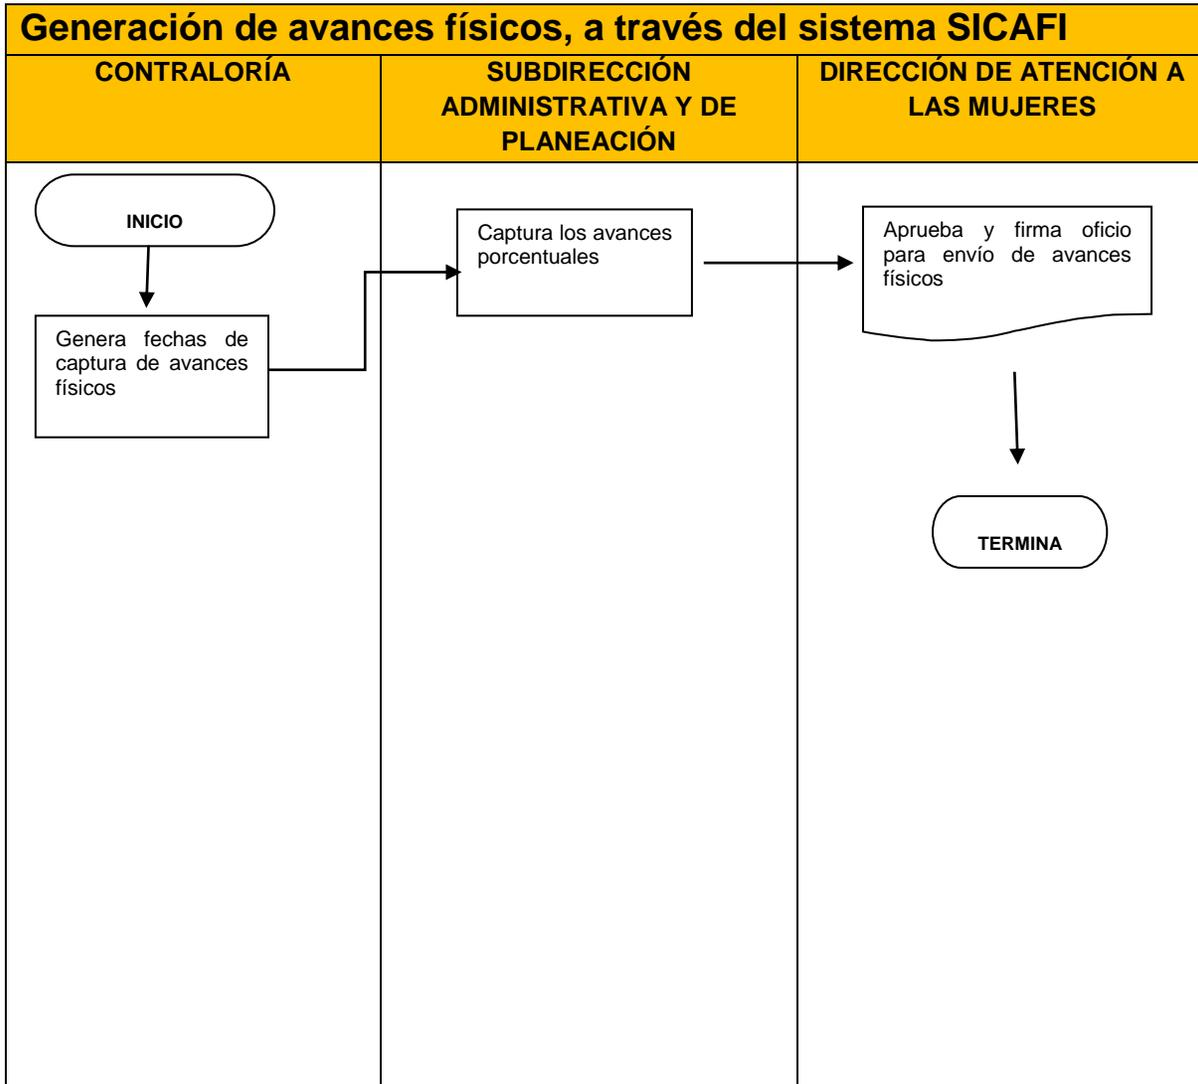 Generación de avances físicos, a través del sistema SICAFI
CONTRALORÍA
SUBDIRECCIÓN
ADMINISTRATIVA Y DE
PLANEACIÓN
DIRECCIÓN DE ATENCIÓN A
LAS MUJERES
INICIO
Genera fechas de
captura de avances
físicos
Captura los avances
porcentuales
Aprueba y firma oficio
para envío de avances
físicos
TERMINA